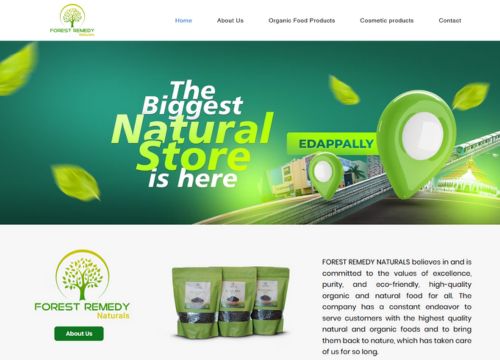 FOREST REMEDY
Naturals
Home
About Us
Organic Food Products
Cosmetic products
Contact
The
Biggest
Natural
Store
is here
EDAPPALLY
FOREST REMEDY
Naturals
About Us
FOREST REMEDY NATURALS believes in and is
committed to the values of excellence,
purity, and eco-friendly, high-quality
organic and natural food for all. The
company has a constant endeavor to
serve customers with the highest quality
natural and organic foods and to bring
them back to nature, which has taken care
of us for so long.